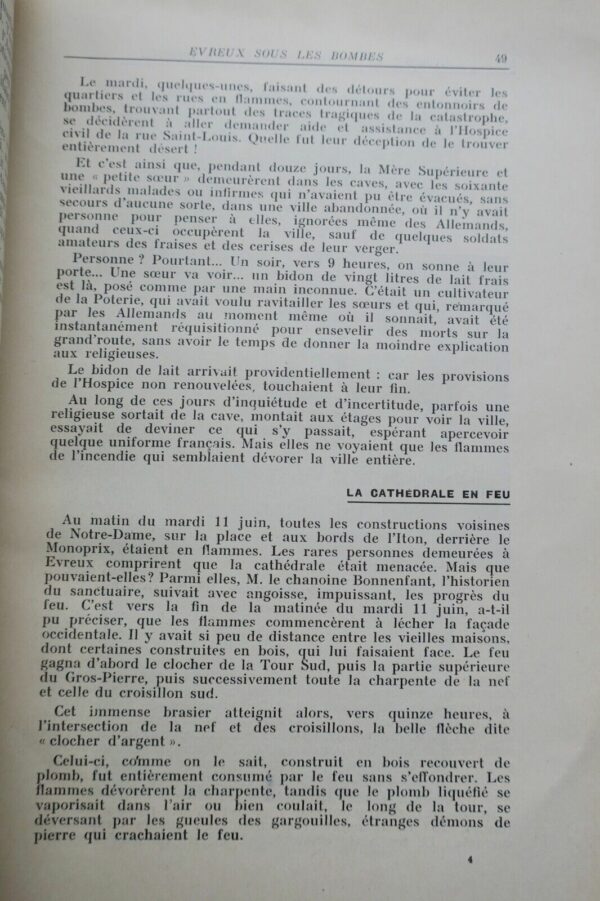 EVREUX SOUS LES BOMBES 49
Le mardi, quelques-unes, faisant des détours pour éviter les
quartiers et les rues en flammes, contournant des entonnoirs de
bombes, trouvant partout des traces tragiques de la catastrophe,
se décidèrent à aller demander aide et assistance à l'Hospice
civil de la rue Saint-Louis. Quelle fut leur déception de le trouver
entièrement désert !
Et c'est ainsi que, pendant douze jours, la Mère Supérieure et
une « petite sœur » demeurèrent dans les caves, avec les soixante
vieillards malades ou infirmes qui n'avaient pu être évacués, sans
secours d'aucune sorte, dans une ville abandonnée, où il n'y avait
personne pour penser à elles, ignorées même des Allemands,
quand ceux-ci occupèrent la ville, sauf de quelques soldats
amateurs des fraises et des cerises de leur verger.
Personne ? Pourtant... Un soir, vers 9 heures, on sonne à leur
porte... Une sœur va voir... un bidon de vingt litres de lait frais
est là, posé comme par une main inconnue. C'était un cultivateur
de la Poterie, qui avait voulu ravitailler les sœurs et qui, remarqué
par les Allemands au moment même où il sonnait, avait été
instantanément réquisitionné pour ensevelir des morts sur la
grand'route, sans avoir le temps de donner la moindre explication
aux religieuses.
Le bidon de lait arrivait providentiellement : car les provisions
de l'Hospice non renouvelées, touchaient à leur fin.
Au long de ces jours d'inquiétude et d'incertitude, parfois une
religieuse sortait de la cave, montait aux étages pour voir la ville,
essayait de deviner ce qui s'y passait, espérant apercevoir
quelque uniforme français. Mais elles ne voyaient que les flammes
de l'incendie qui semblaient dévorer la ville entière.
LA CATHÉDRALE EN FEU
Au matin du mardi 11 juin, toutes les constructions voisines
de Notre-Dame, sur la place et aux bords de l'Iton, derrière le
Monoprix, étaient en flammes. Les rares personnes demeurées à
Evreux comprirent que la cathédrale était menacée. Mais que
pouvaient-elles ? Parmi elles, M. le chanoine Bonnenfant, l'historien
du sanctuaire, suivait avec angoisse, impuissant, les progrès du
feu. C'est vers la fin de la matinée du mardi 11 juin, a-t-il
pu préciser, que les flammes commencèrent à lécher la façade
occidentale. Il y avait si peu de distance entre les vieilles maisons,
dont certaines construites en bois, qui lui faisaient face. Le feu
gagna d'abord le clocher de la Tour Sud, puis la partie supérieure
du Gros-Pierre, puis successivement toute la charpente de la nef
et celle du croisillon sud.
Cet immense brasier atteignit alors, vers quinze heures, à
l'intersection de la nef et des croisillons, la belle flèche dite
« clocher d'argent ».
Celui-ci, comme on le sait, construit en bois recouvert de
plomb, fut entièrement consumé par le feu sans s'effondrer. Les
flammes dévorèrent la charpente, tandis que le plomb liquéfié se
vaporisait dans l'air ou bien coulait, le long de la tour, se
déversant par les gueules des gargouilles, étranges démons de
pierre qui crachaient le feu.
4